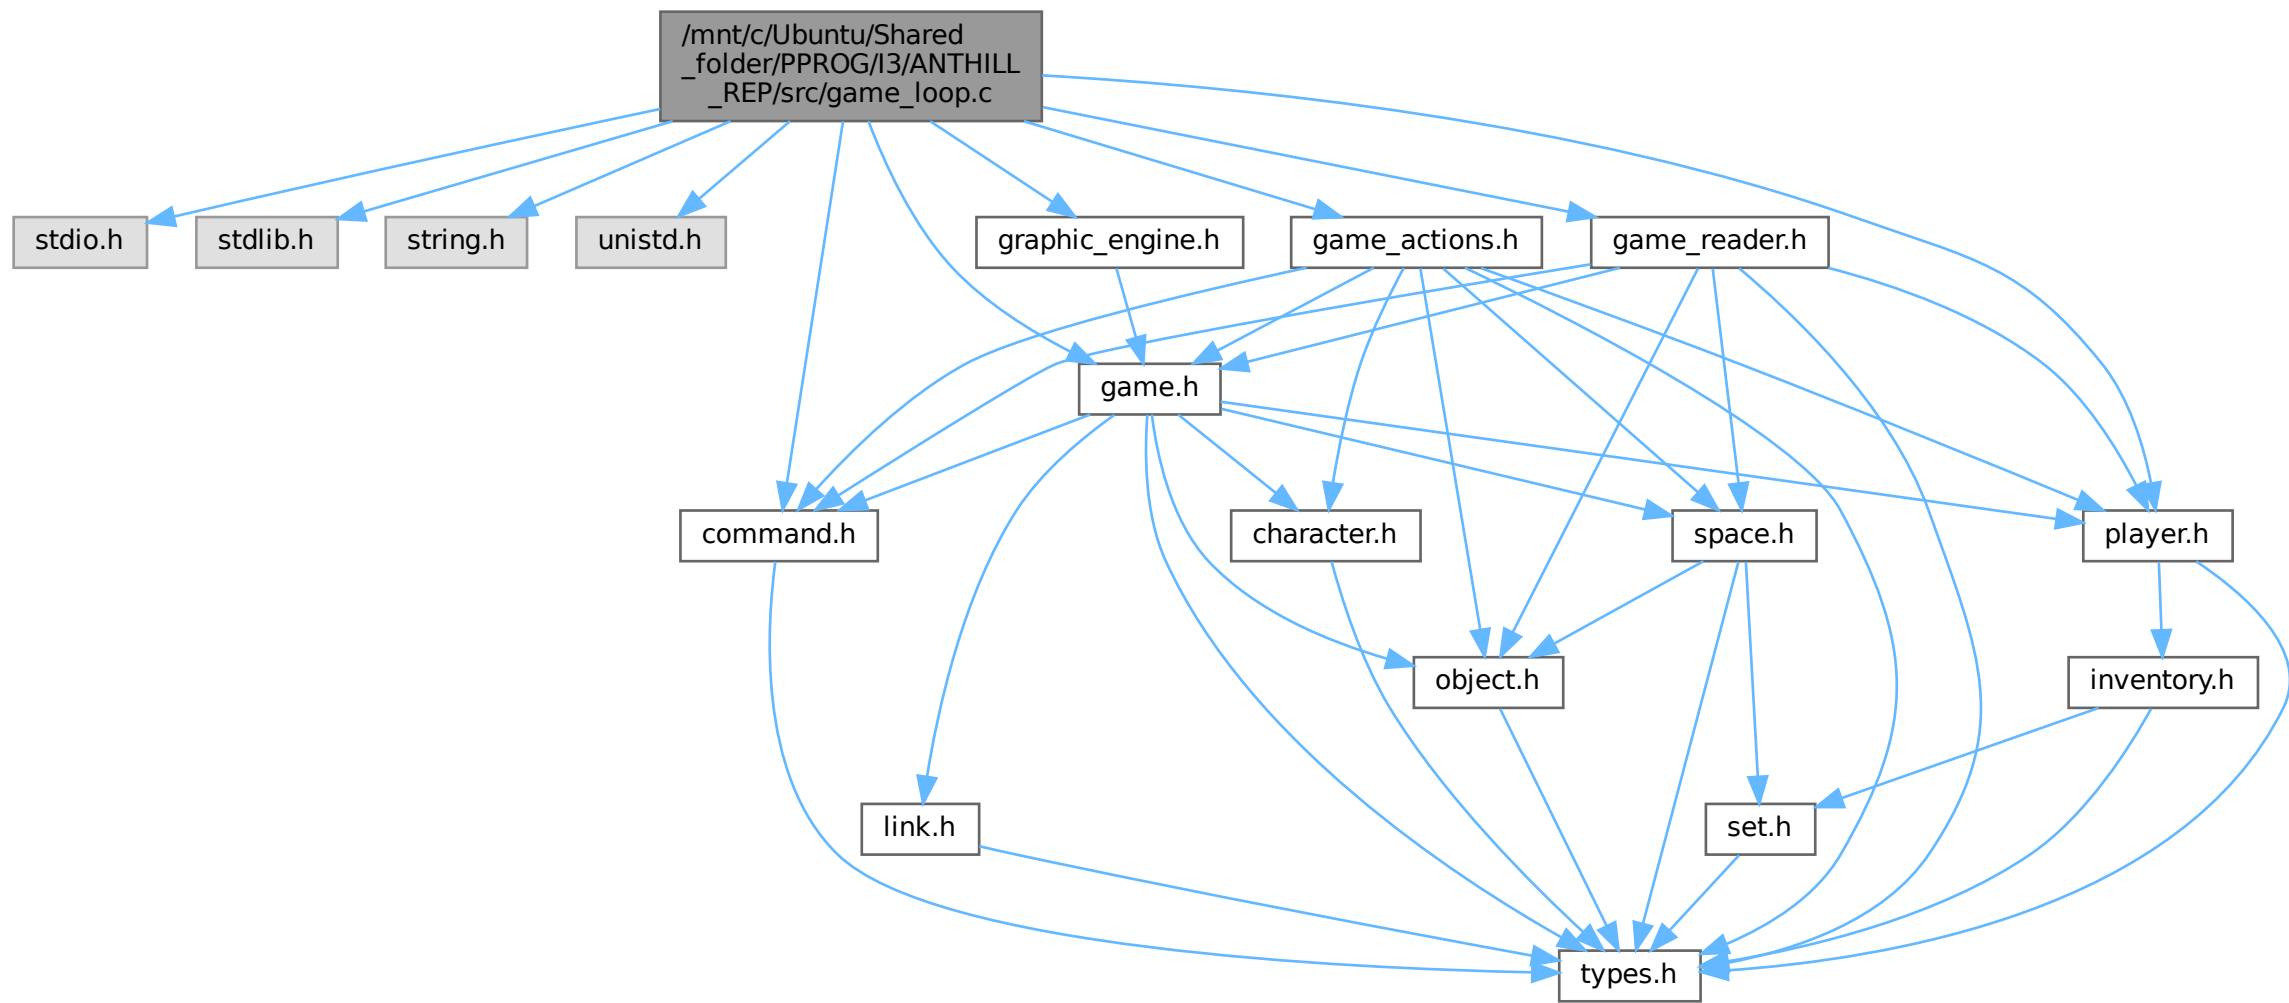 /mnt/c/Ubuntu/Shared
_folder/PPROG/I3/ANTHILL
_REP/src/game_loop.c
stdio.h
stdlib.h
string.h
unistd.h
graphic_engine.h
game_actions.h
game_reader.h
game.h
command.h
character.h
space.h
player.h
object.h
inventory.h
link.h
set.h
types.h